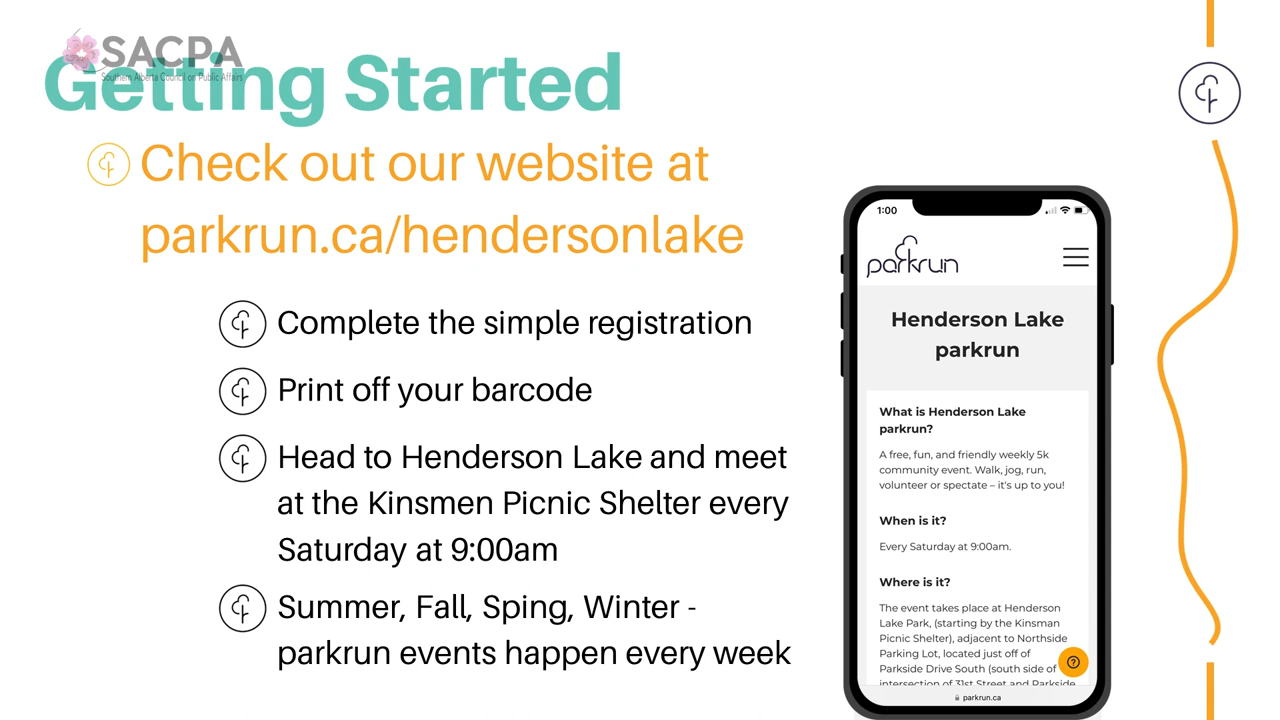 SACPA
Southern Alberta Council on Public Affairs
Getting Started
Check out our website at
parkrun.ca/hendersonlake
Complete the simple registration
Print off your barcode
Head to Henderson Lake and meet
at the Kinsmen Picnic Shelter every
Saturday at 9:00am
Summer, Fall, Sping, Winter -
parkrun events happen every week
1:00
parkrun
Henderson Lake
parkrun
What is Henderson Lake
parkrun?
A free, fun, and friendly weekly 5k
community event. Walk, jog, run,
volunteer or spectate – it's up to you!
When is it?
Every Saturday at 9:00am.
Where is it?
The event takes place at Henderson
Lake Park, (starting by the Kinsman
Picnic Shelter), adjacent to Northside
Parking Lot, located just off of
Parkside Drive South (south side of
intersection of 31st Street and Parkside
parkrun.ca